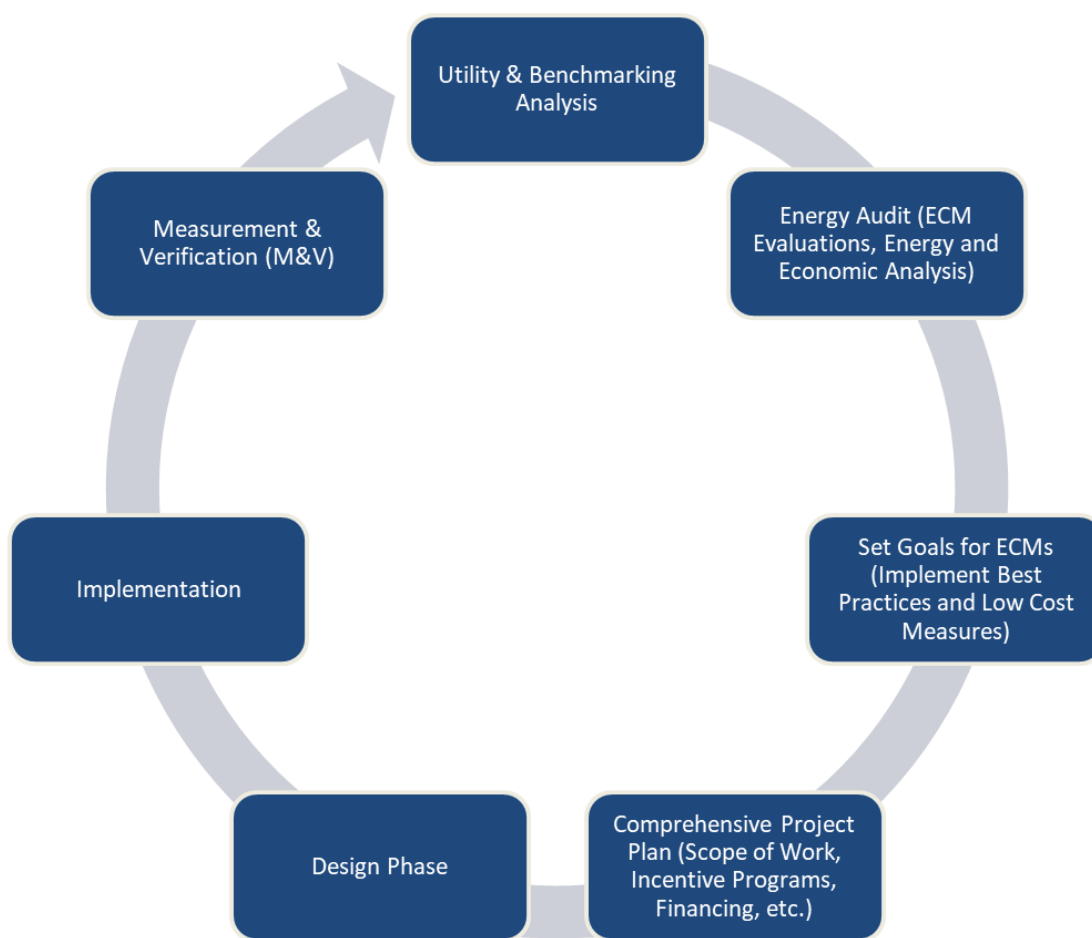 Utility & Benchmarking
Analysis
Energy Audit (ECM
Evaluations, Energy and
Economic Analysis)
Set Goals for ECMs
(Implement Best
Practices and Low Cost
Measures)
Comprehensive Project
Plan (Scope of Work,
Incentive Programs,
Financing, etc.)
Design Phase
Implementation
Measurement &
Verification (M&V)